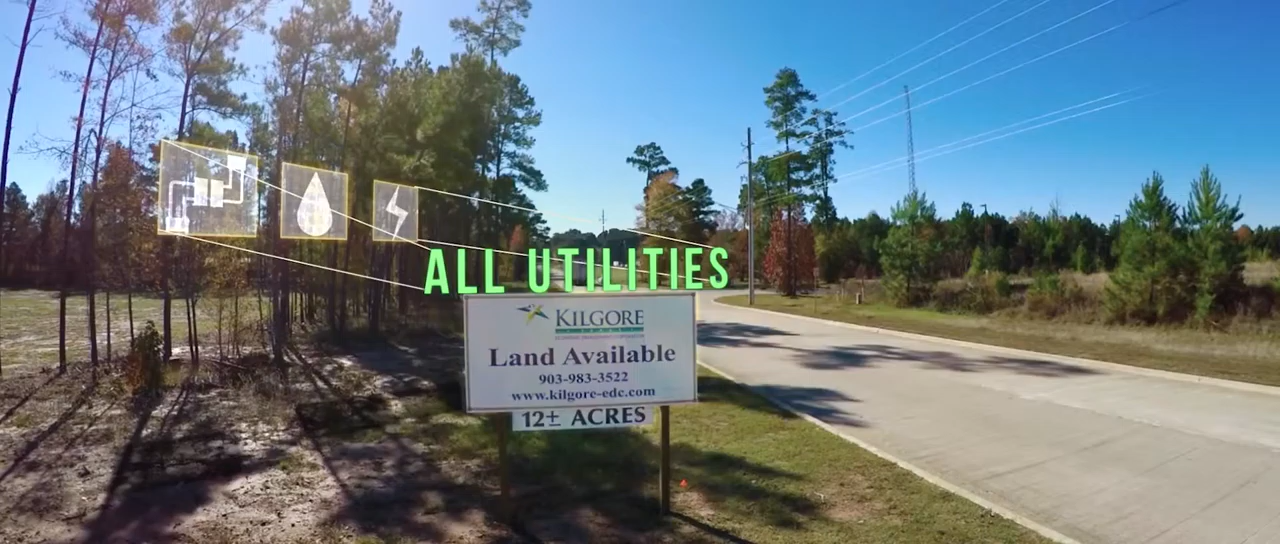 ALL UTILITIES
KILGORE
Land Available
903-983-3522
www.kilgore-edc.com
12± ACRES